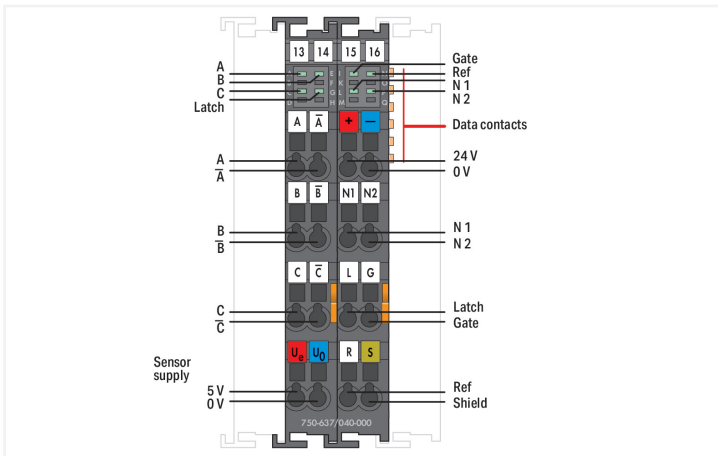 13 14 15 16
Gate
A
Ref
B
N 1
C
N 2
Latch
A E
B F
C G
D H
K
L
M Q
Data contacts
A A̅ + −
A
A̅
24 V
0 V
B B̅ N1 N2
B
B̅
N 1
N 2
C C̅ L G
C
C̅
Latch
Gate
Ue U0 R S
Sensor
supply
5 V
0 V
Ref
Shield
750-637/040-000